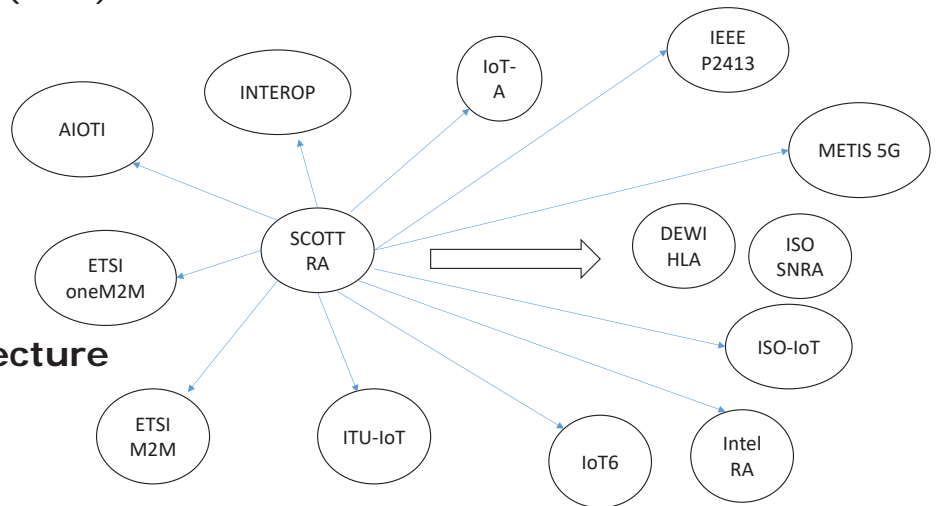 IEEE
P2413
IoT-
A
INTEROP
AIOTI
METIS 5G
SCOTT
RA
DEWI
HLA
ISO
SNRA
ETSI
oneM2M
ecture
ISO-IoT
ETSI
M2M
ITU-IoT
IoT6
Intel
RA